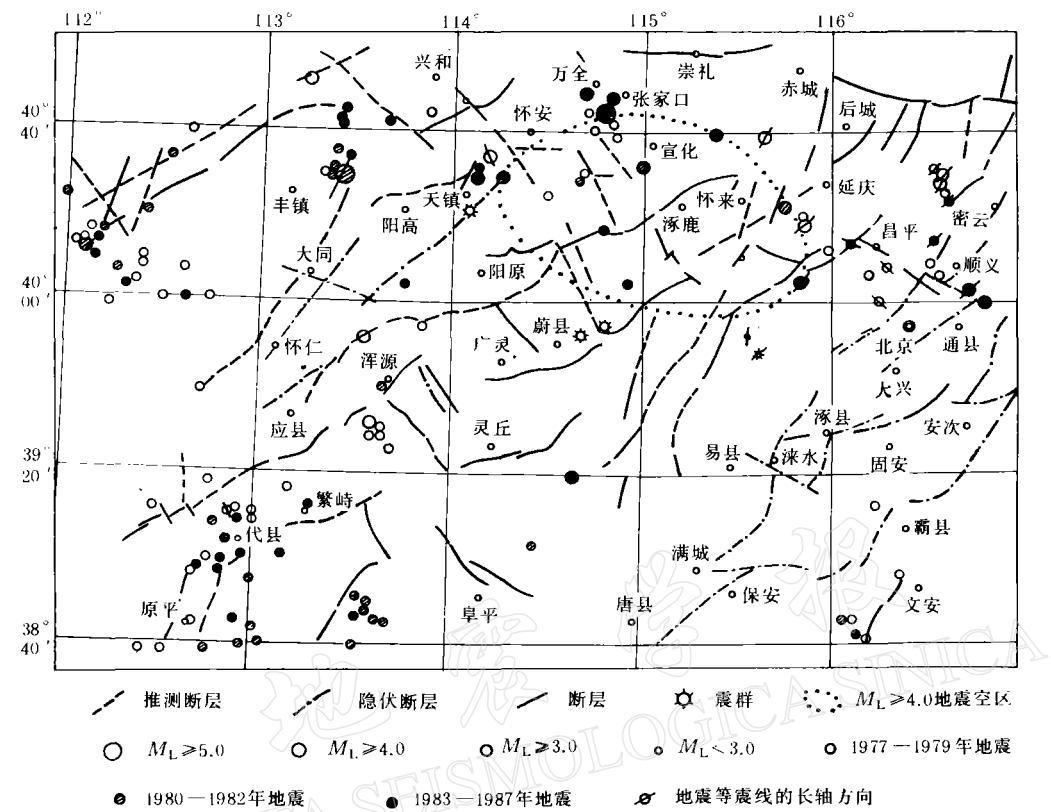 112° 113° 114° 115° 116°
兴和 万全 崇礼 赤城
怀安 张家口 后城
40°
40′
宣化
丰镇 天镇 怀来 延庆
阳高 涿鹿 密云
昌平
大同 阳原 顺义
40°
00′
蔚县
怀仁 广灵 北京 通县
浑源
大兴
应县 灵丘 涿县 安次
易县 涞水 固安
39°
20′
繁峙
代县 霸县
满城
原平 阜平 唐县 保安 文安
38°
40′
推测断层 隐伏断层 断层 震群 ML≥4.0地震空区
ML≥5.0 ML≥4.0 ML≥3.0 ML<3.0 1977—1979年地震
1980—1982年地震 1983—1987年地震 地震等震线的长轴方向
地震学报
ACTA SEISMOLOGICA SINICA